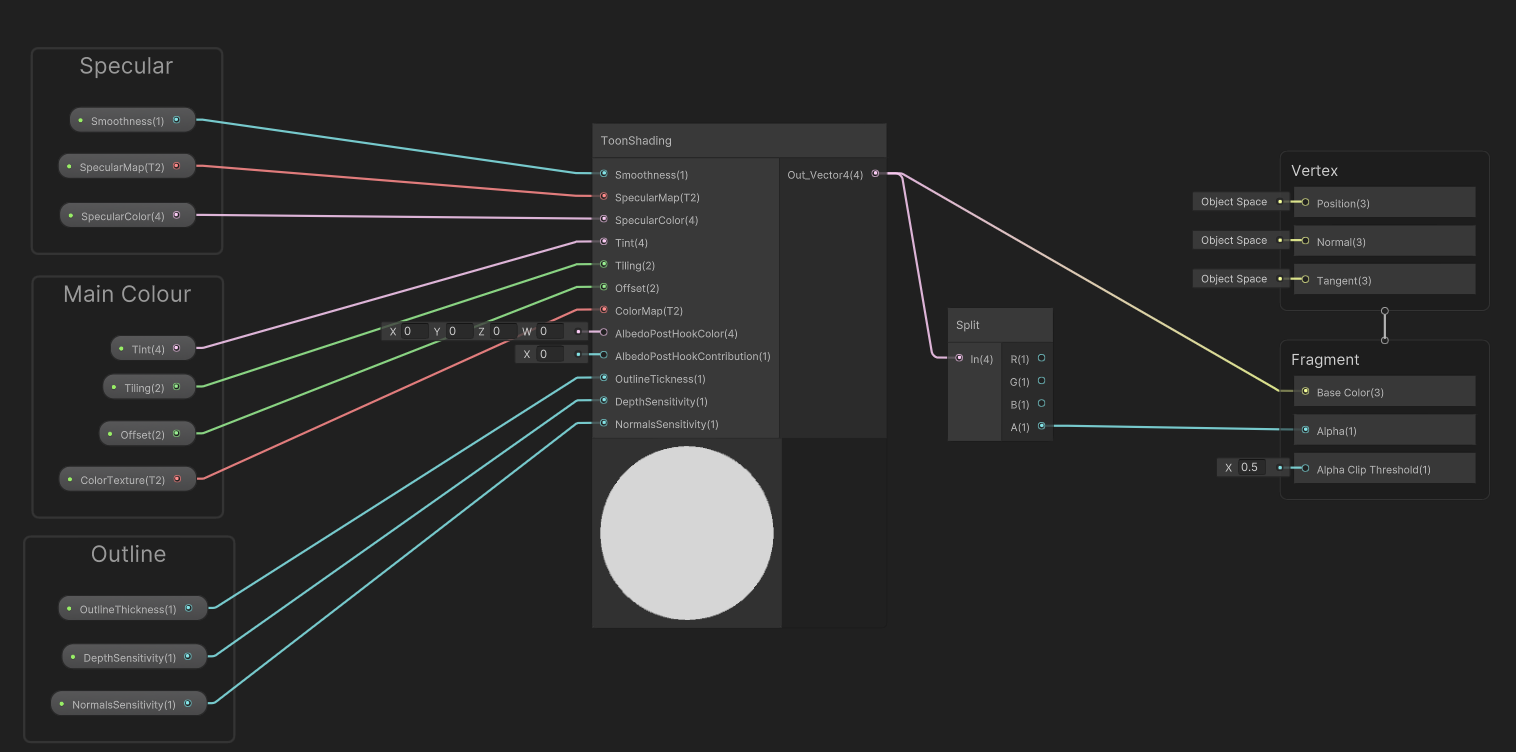 Specular
Smoothness(1)
SpecularMap(T2)
SpecularColor(4)
Main Colour
Tint(4)
Tiling(2)
Offset(2)
ColorTexture(T2)
Outline
OutlineThickness(1)
DepthSensitivity(1)
NormalsSensitivity(1)
ToonShading
Smoothness(1)
SpecularMap(T2)
SpecularColor(4)
Tint(4)
Tiling(2)
Offset(2)
ColorMap(T2)
X 0 Y 0 Z 0 W 0 AlbedoPostHookColor(4)
X 0 AlbedoPostHookContribution(1)
OutlineTickness(1)
DepthSensitivity(1)
NormalsSensitivity(1)
Out_Vector4(4)
Split
In(4)
R(1)
G(1)
B(1)
A(1)
Vertex
Object Space Position(3)
Object Space Normal(3)
Object Space Tangent(3)
Fragment
Base Color(3)
Alpha(1)
X 0.5 Alpha Clip Threshold(1)